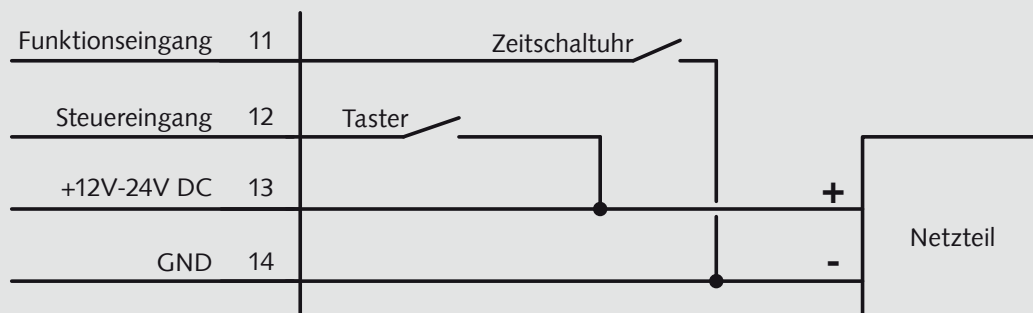 Funktionseingang 11
Zeitschaltuhr
Steuereingang 12
Taster
+12V-24V DC 13
+
Netzteil
GND 14
-